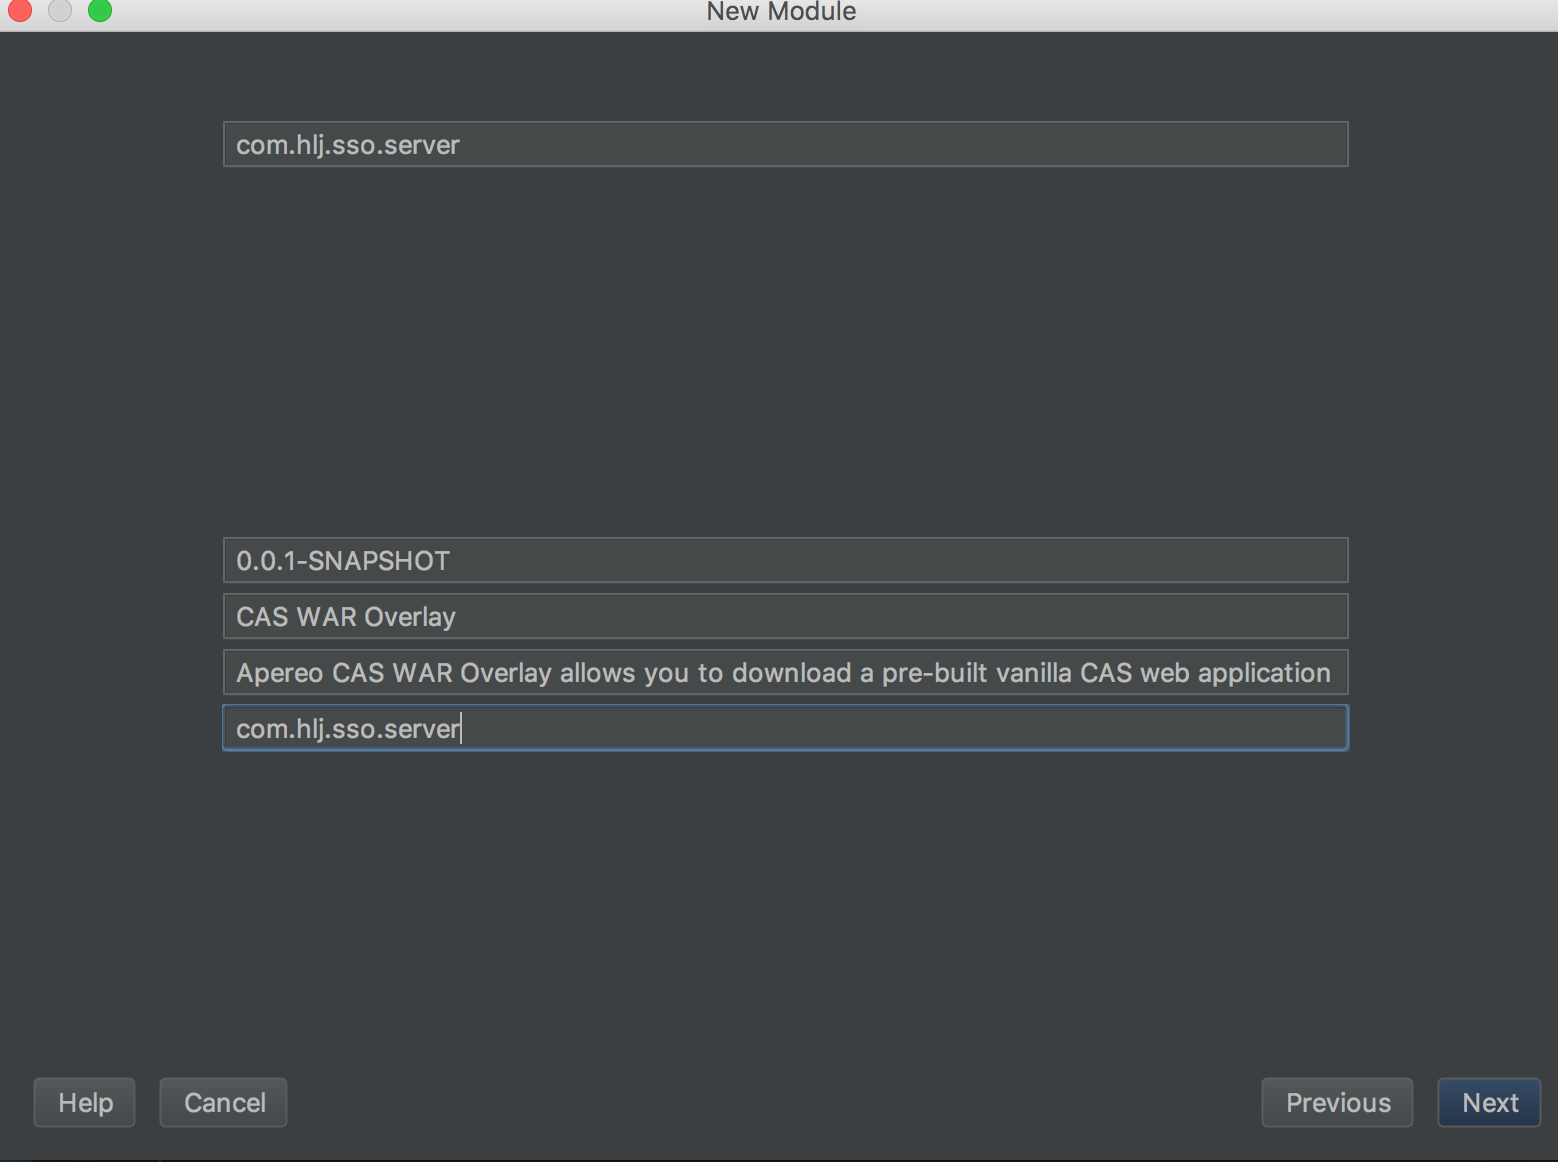 New Module
com.hlj.sso.server
0.0.1-SNAPSHOT
CAS WAR Overlay
Apereo CAS WAR Overlay allows you to download a pre-built vanilla CAS web application
com.hlj.sso.server
Help Cancel Previous Next